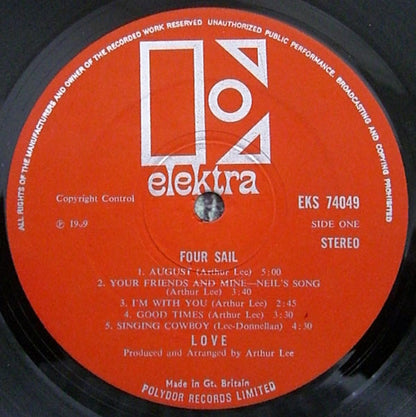 ALL RIGHTS OF THE MANUFACTURERS AND OWNER OF THE RECORDED WORK RESERVED UNAUTHORIZED PUBLIC PERFORMANCE, BROADCASTING AND COPYING PROHIBITED
elektra
Copyright Control
EKS 74049
℗ 1969
SIDE ONE
STEREO
FOUR SAIL
1. AUGUST (Arthur Lee) 5:00
2. YOUR FRIENDS AND MINE—NEIL'S SONG
(Arthur Lee) 3:40
3. I'M WITH YOU (Arthur Lee) 2:45
4. GOOD TIMES (Arthur Lee) 4:30
5. SINGING COWBOY (Lee-Donnellan) 4:30
LOVE
Produced and Arranged by Arthur Lee
Made in Gt. Britain
POLYDOR RECORDS LIMITED